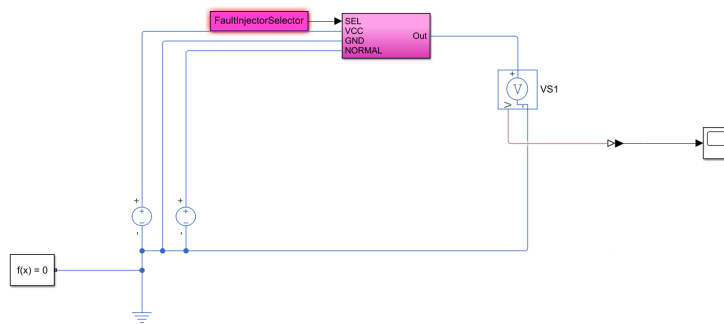 FaultInjectorSelector
SEL
VCC
GND
NORMAL
Out
+
V
VS1
V
-
+
+
-
-
+
+
-
-
f(x) = 0